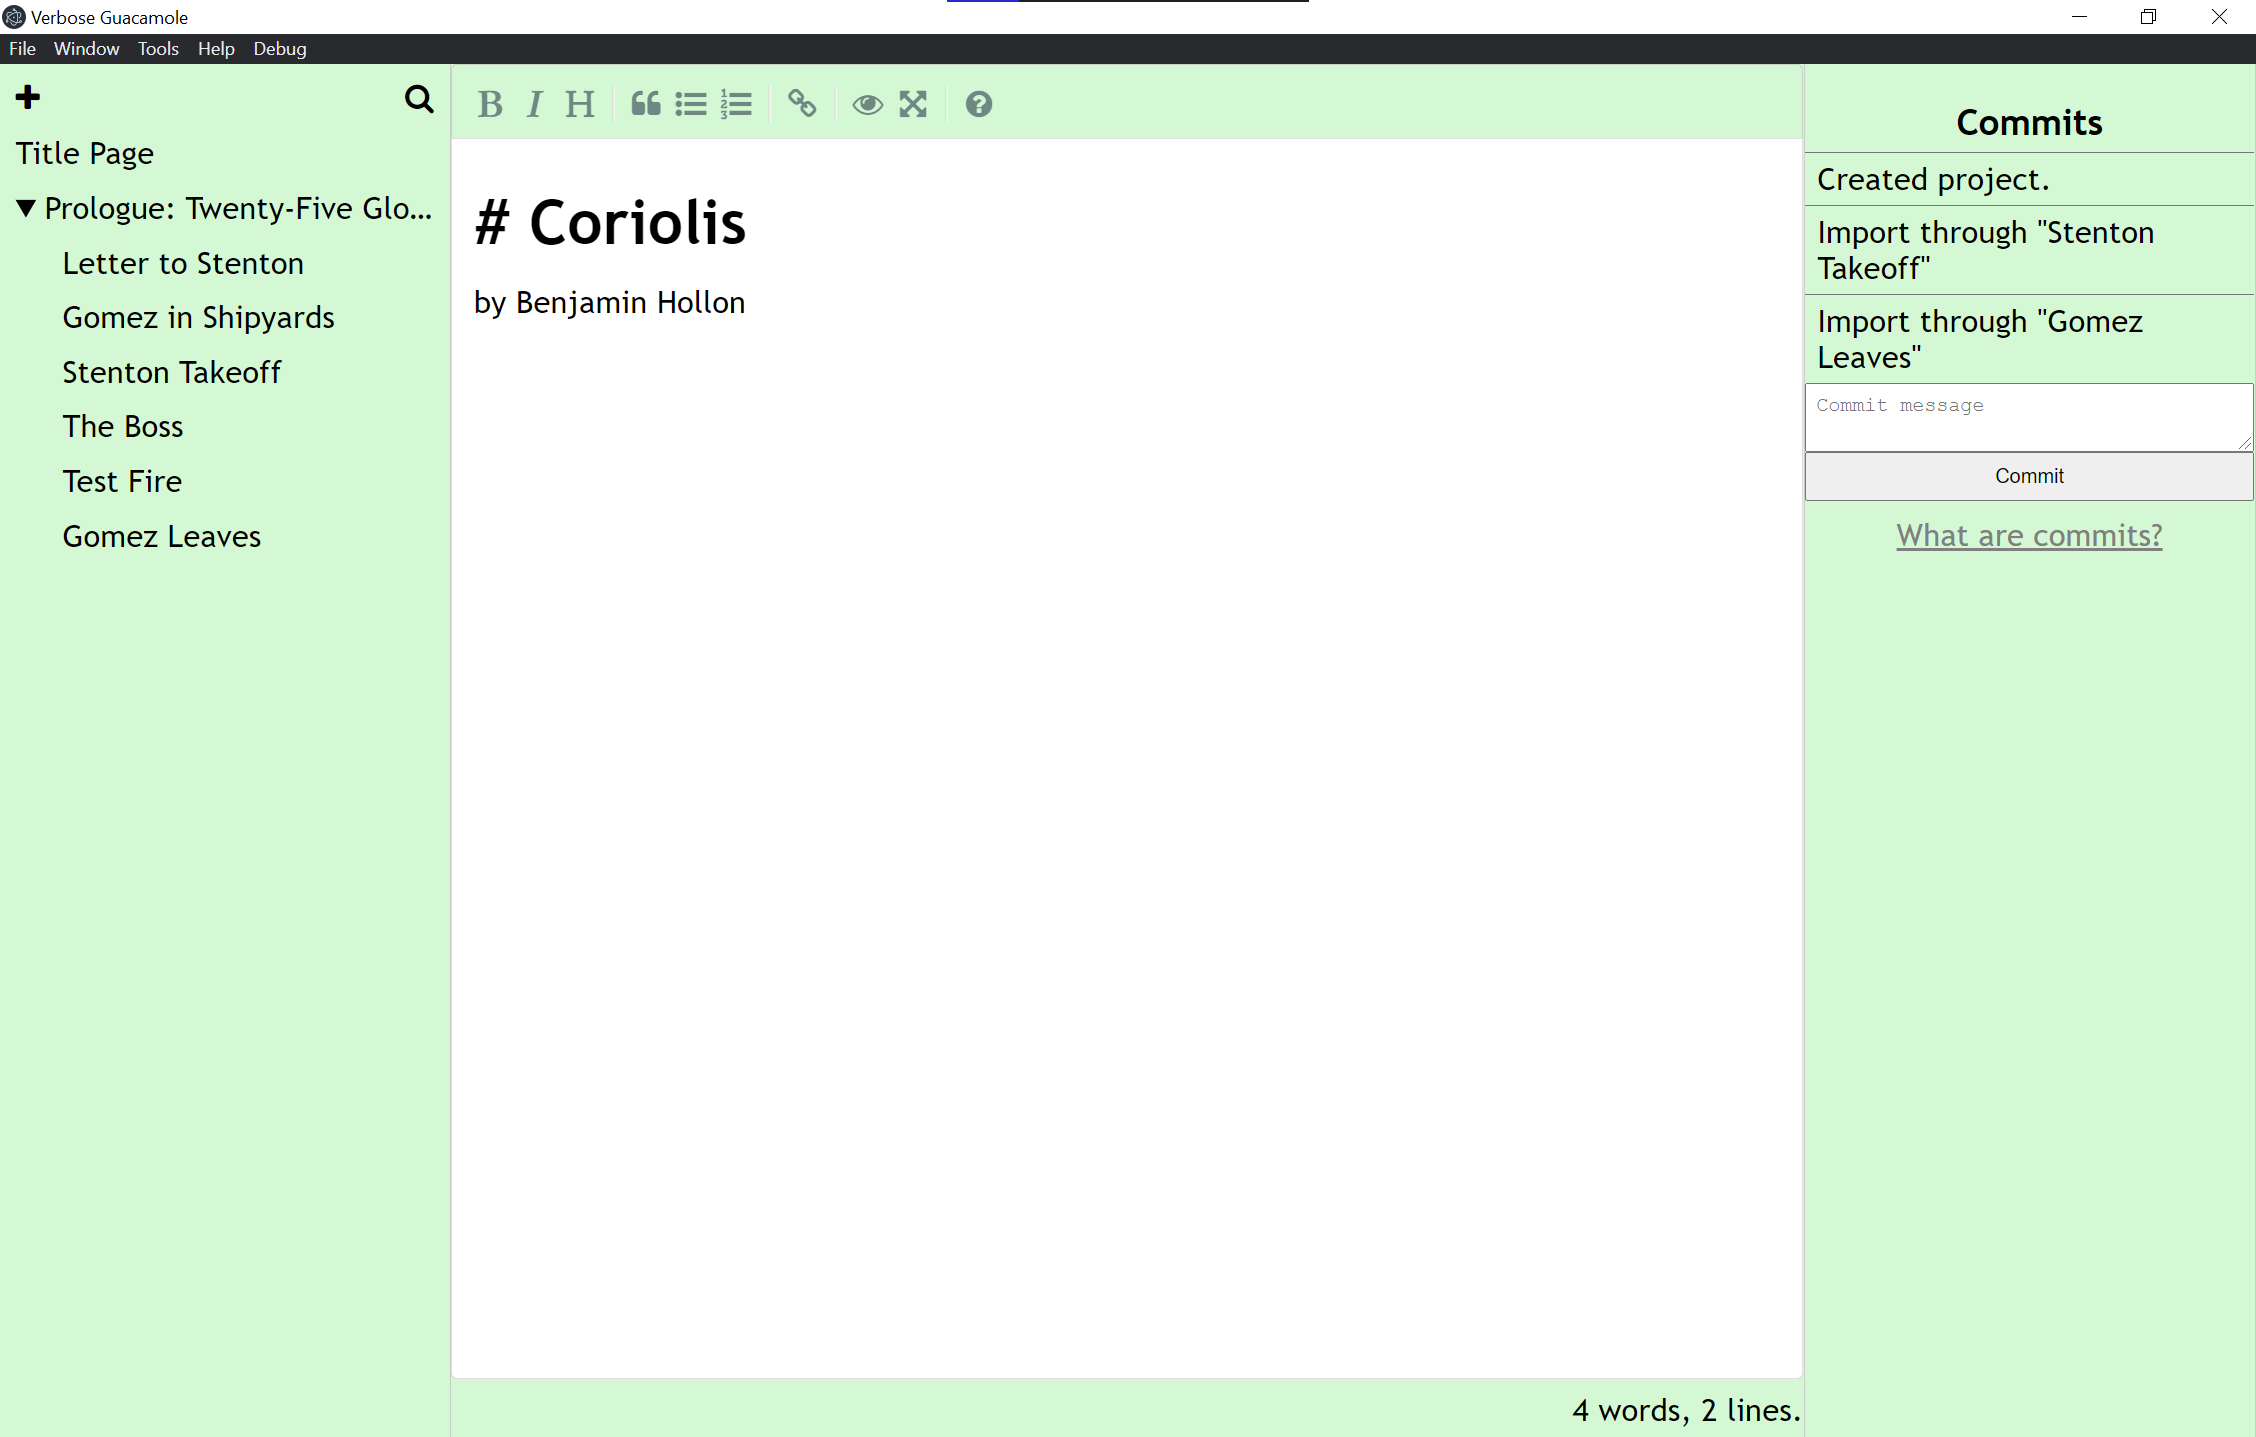 Verbose Guacamole
File Window Tools Help Debug
Title Page
Prologue: Twenty-Five Glo...
Letter to Stenton
Gomez in Shipyards
Stenton Takeoff
The Boss
Test Fire
Gomez Leaves
B I H
# Coriolis
by Benjamin Hollon
4 words, 2 lines.
Commits
Created project.
Import through "Stenton
Takeoff"
Import through "Gomez
Leaves"
Commit message
Commit
What are commits?